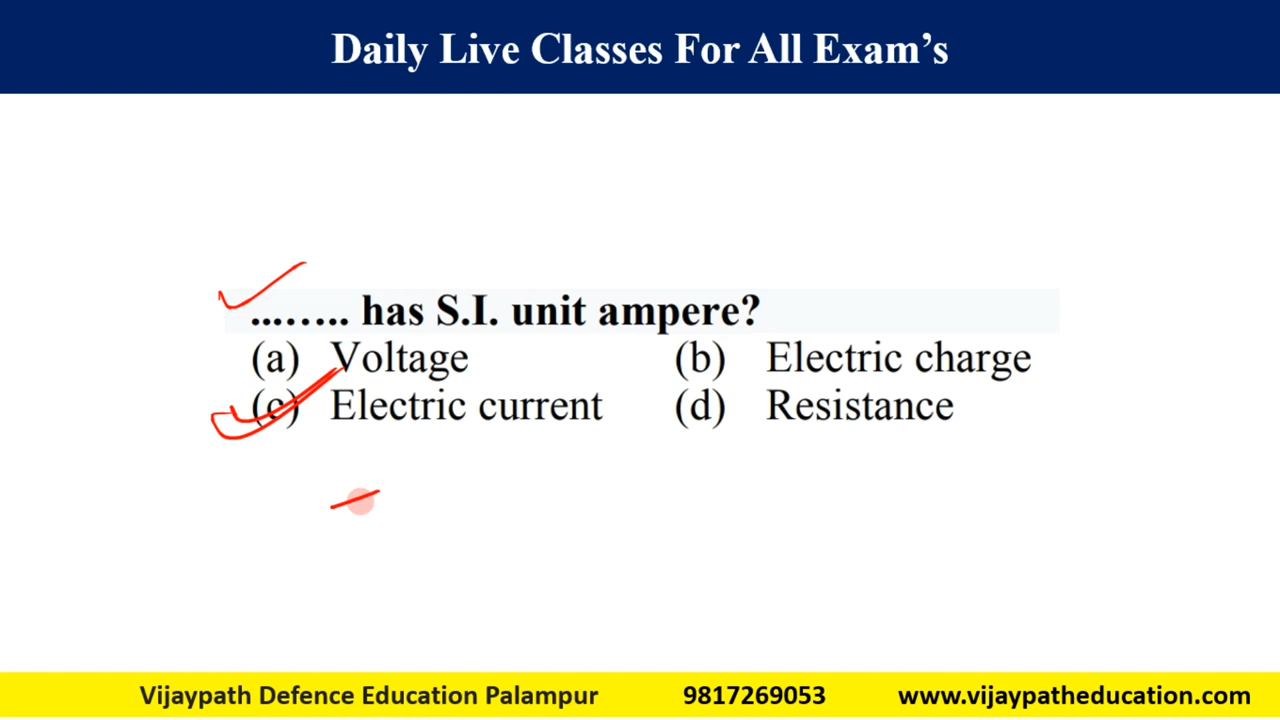 Daily Live Classes For All Exam’s
...….. has S.I. unit ampere?
(a) Voltage (b) Electric charge
(c) Electric current (d) Resistance
Vijaypath Defence Education Palampur 9817269053 www.vijaypatheducation.com